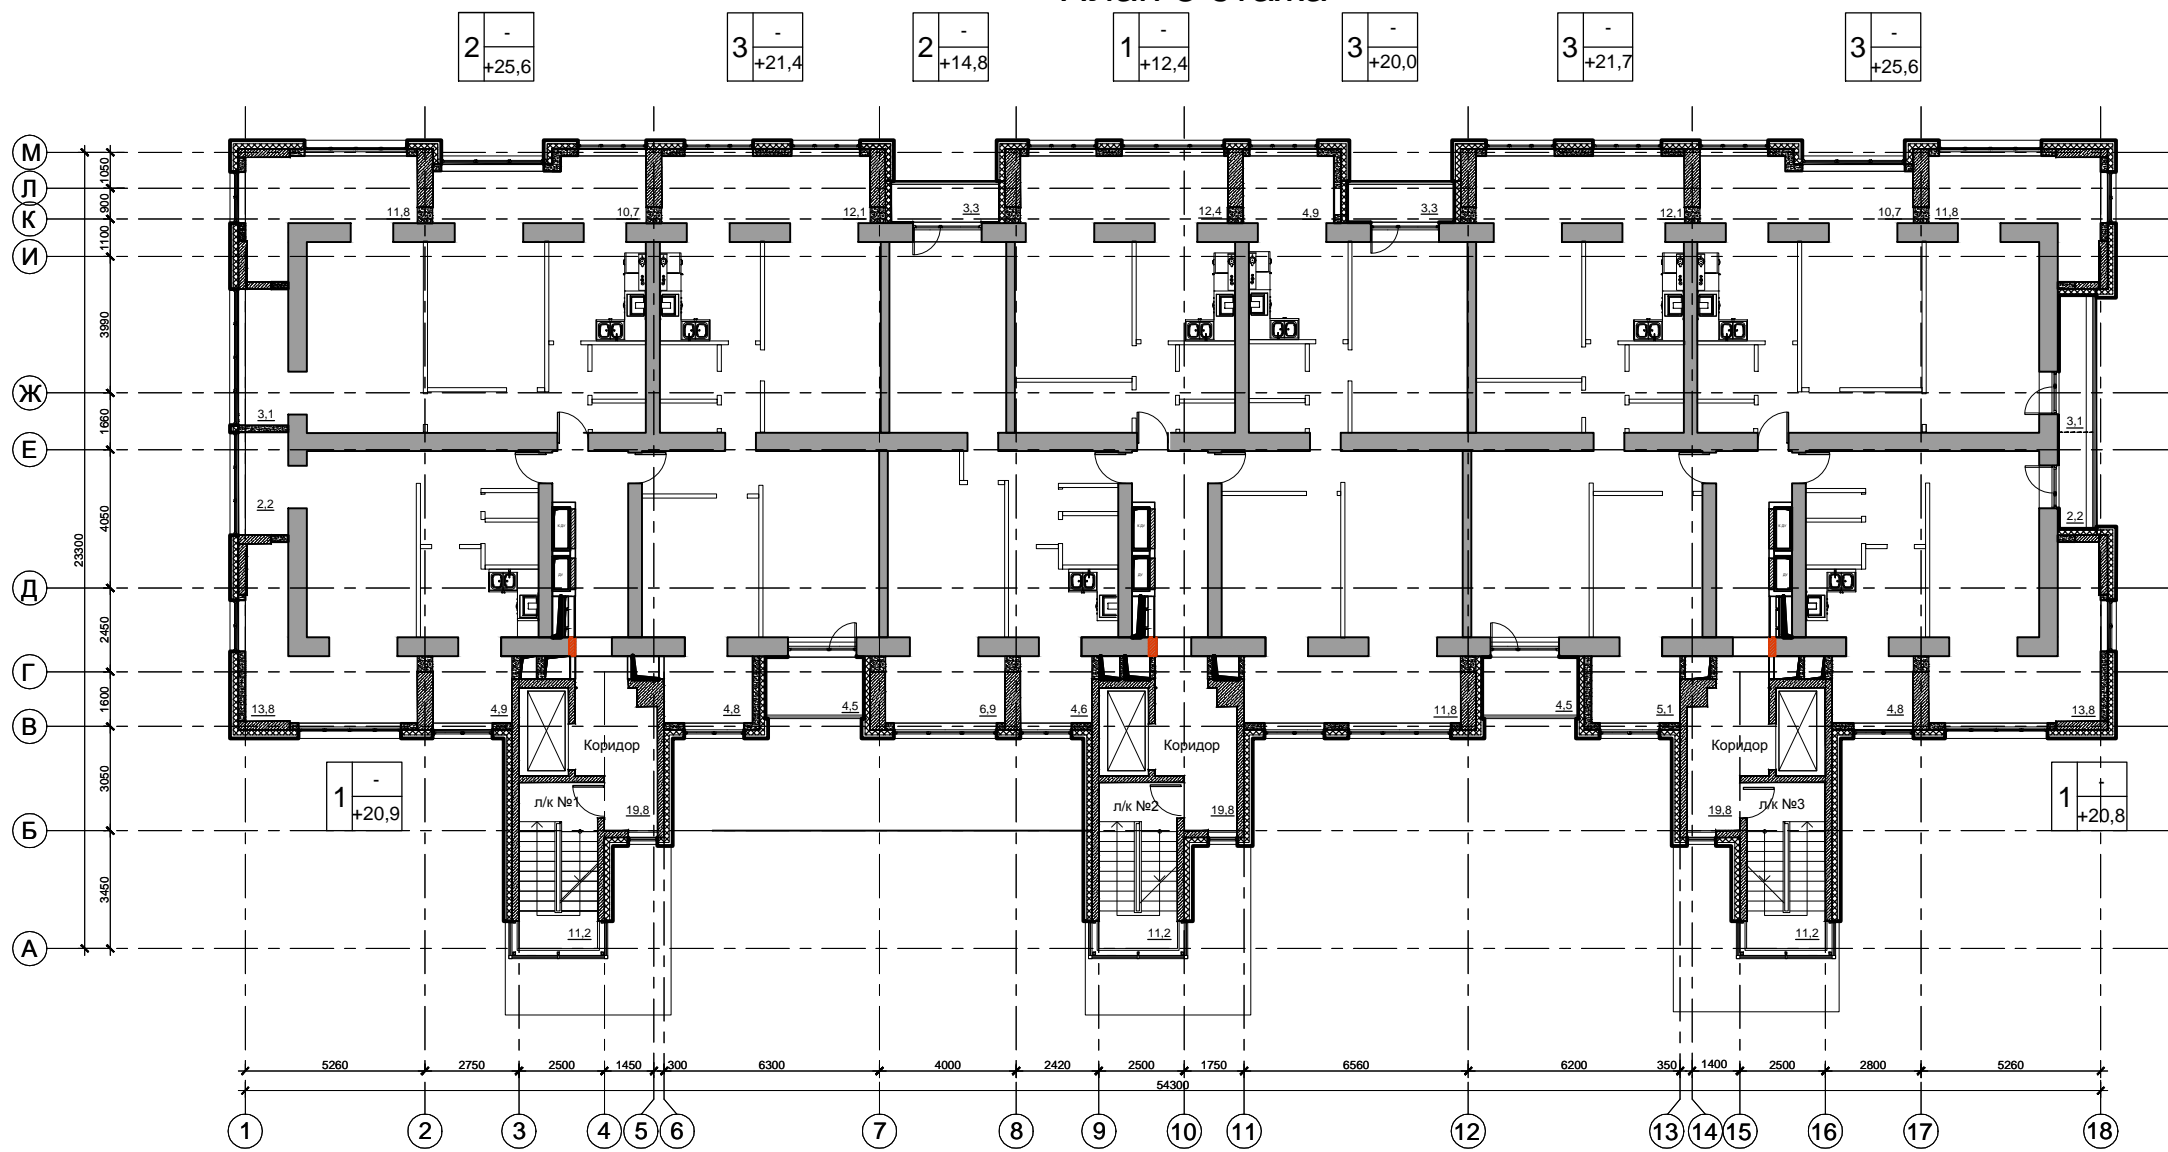 2 - +25,6
3 - +21,4
2 - +14,8
1 - +12,4
3 - +20,0
3 - +21,7
3 - +25,6
М
Л
К
И
Ж
Е
Д
Г
В
Б
А
1050
900
1100
3990
1660
4050
2450
1600
3050
3450
23300
11,8 10,7 12,1 3,3 12,4 4,9 3,3 12,1 10,7 11,8
3,1 3,1
2,2 2,2
13,8 4,9 4,8 4,5 6,9 4,6 11,8 4,5 5,1 4,8 13,8
Коридор Коридор Коридор
1 - +20,9
1 - +20,8
л/к №1 19,8 л/к №2 19,8 19,8 л/к №3
11,2 11,2 11,2
5260 2750 2500 1450 300 6300 4000 2420 2500 1750 6560 6200 350 1400 2500 2800 5260
54300
1 2 3 4 5 6 7 8 9 10 11 12 13 14 15 16 17 18